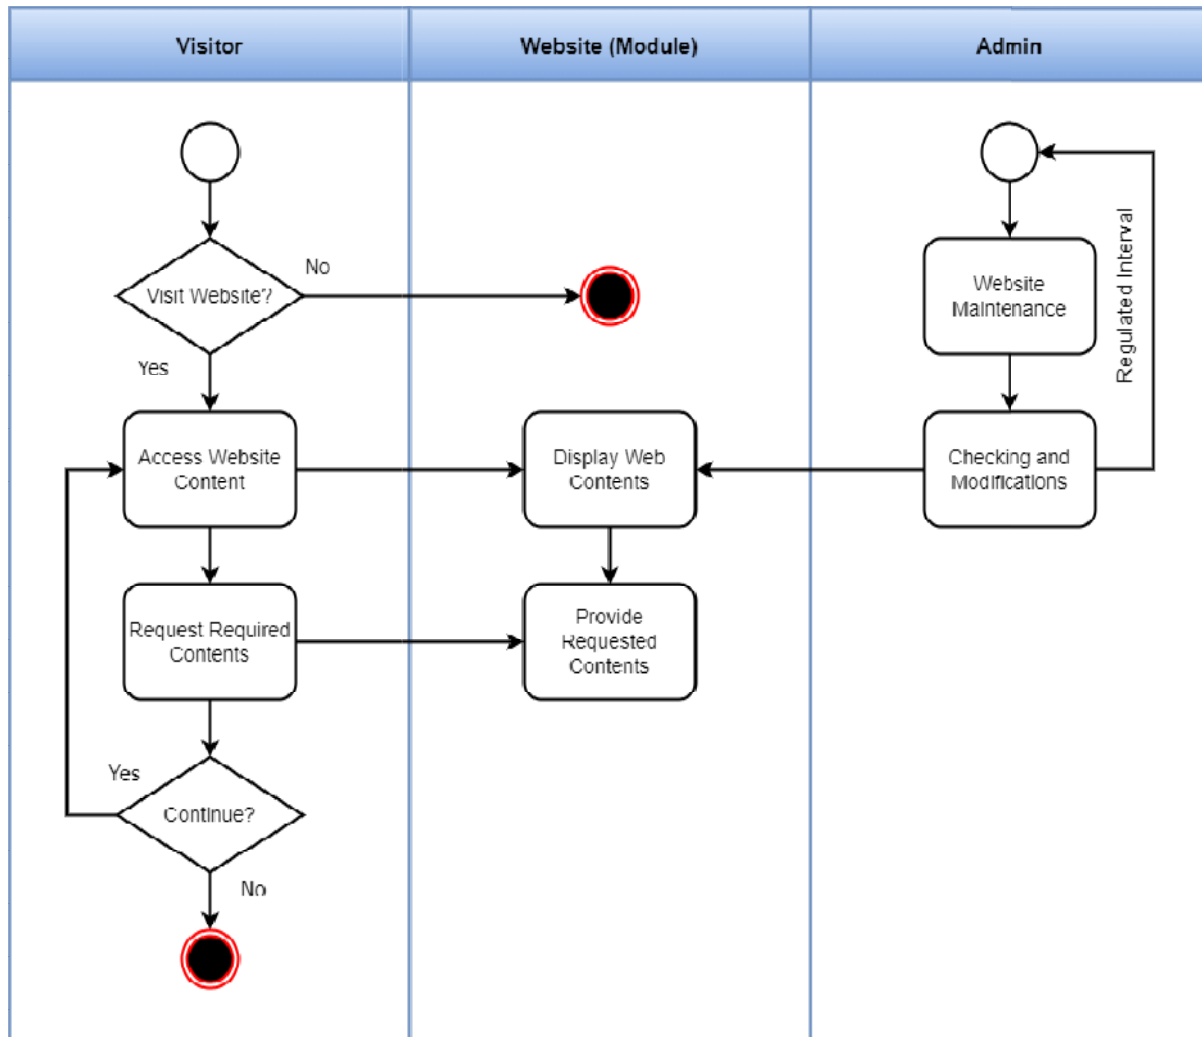 Visitor
Website (Module)
Admin
Visit Website?
No
Yes
Website
Maintenance
Regulated Interval
Access Website
Content
Display Web
Contents
Checking and
Modifications
Request Required
Contents
Provide
Requested
Contents
Yes
Continue?
No